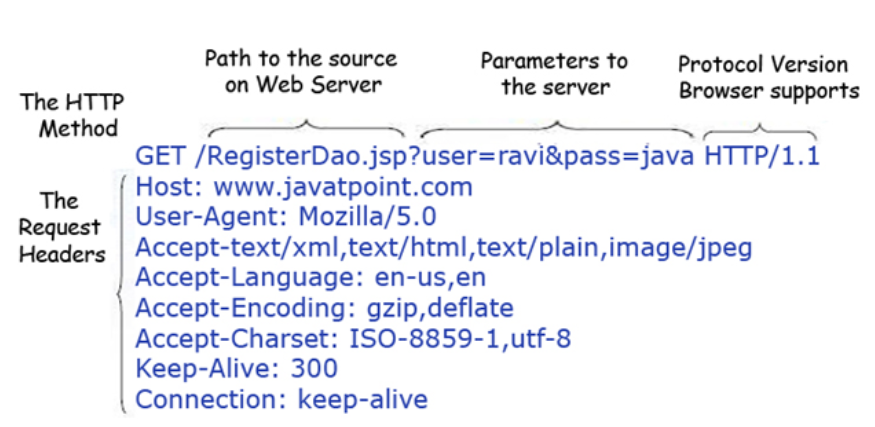 Path to the source
on Web Server
Parameters to
the server
Protocol Version
Browser supports
The HTTP
Method
GET /RegisterDao.jsp?user=ravi&pass=java HTTP/1.1
The
Request
Headers
Host: www.javatpoint.com
User-Agent: Mozilla/5.0
Accept-text/xml,text/html,text/plain,image/jpeg
Accept-Language: en-us,en
Accept-Encoding: gzip,deflate
Accept-Charset: ISO-8859-1,utf-8
Keep-Alive: 300
Connection: keep-alive